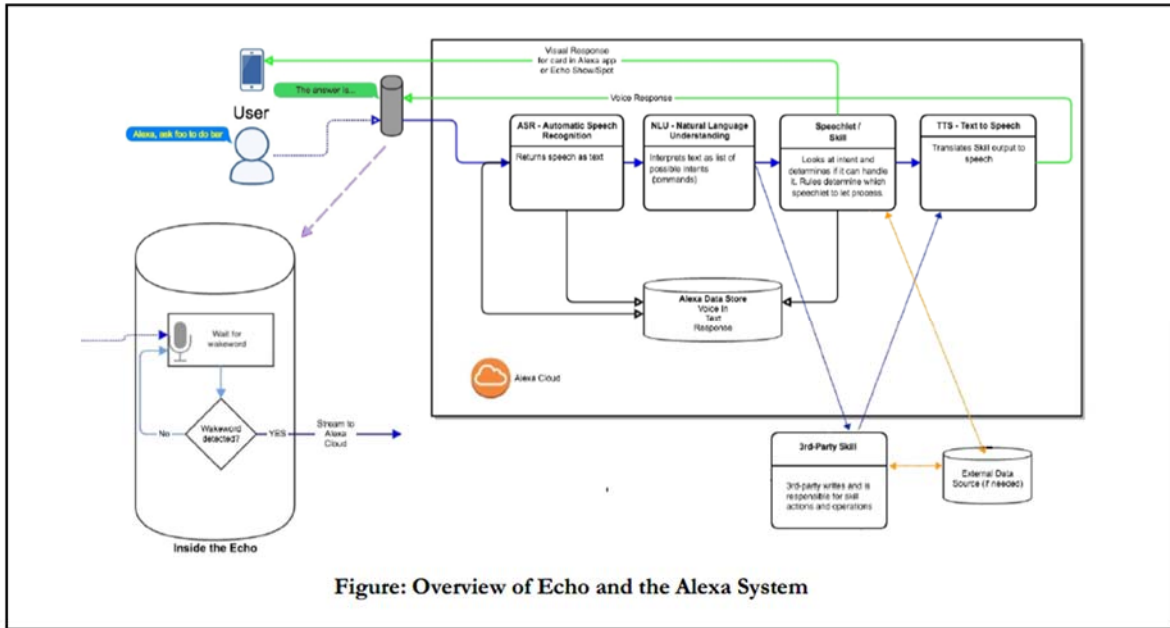 Visual Response
for card in Alexa app
or Echo Show/Spot
The answer is...
Voice Response
User
Alexa, ask foo to do bar
ASR - Automatic Speech
Recognition
Returns speech as text
NLU - Natural Language
Understanding
Interprets text as list of
possible intents
(commands)
Speechlet /
Skill
Looks at intent and
determines if it can handle
it. Rules determine which
speechlet to let process.
TTS - Text to Speech
Translates Skill output to
speech
Alexa Data Store
Voice In
Text
Response
Alexa Cloud
Wait for
wakeword
No
Wakeword
detected?
YES
Stream to
Alexa
Cloud
Inside the Echo
3rd-Party Skill
3rd-party writes and is
responsible for skill
actions and operations
External Data
Source (if needed)
Figure: Overview of Echo and the Alexa System